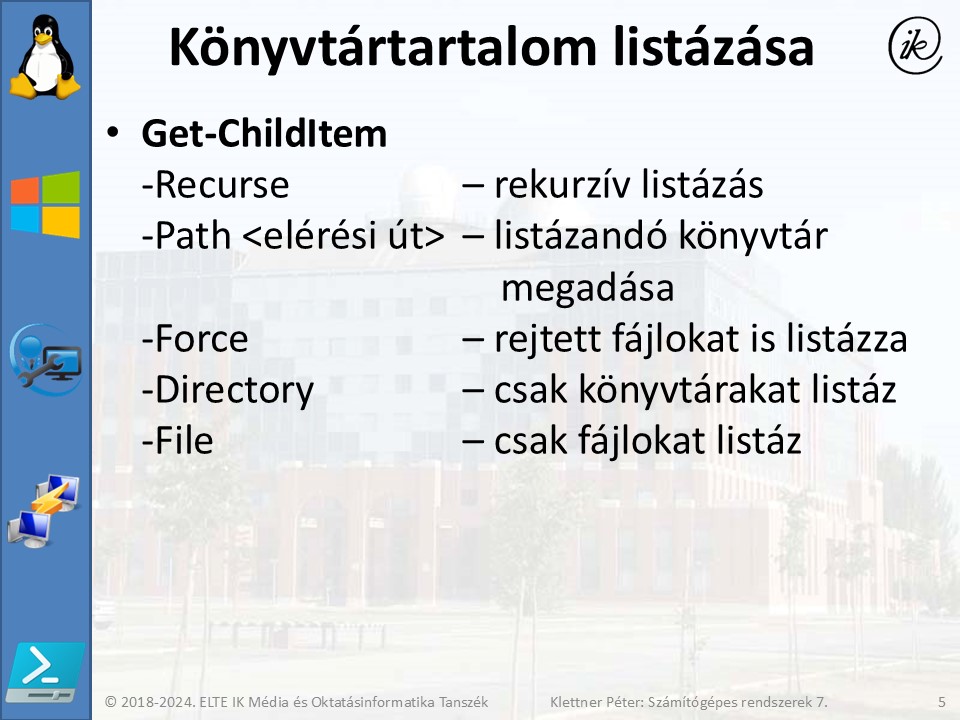 Könyvtártartalom listázása
ik
• Get-ChildItem
-Recurse – rekurzív listázás
-Path <elérési út> – listázandó könyvtár
megadása
-Force – rejtett fájlokat is listázza
-Directory – csak könyvtárakat listáz
-File – csak fájlokat listáz
© 2018-2024. ELTE IK Média és Oktatásinformatika Tanszék Klettner Péter: Számítógépes rendszerek 7. 5